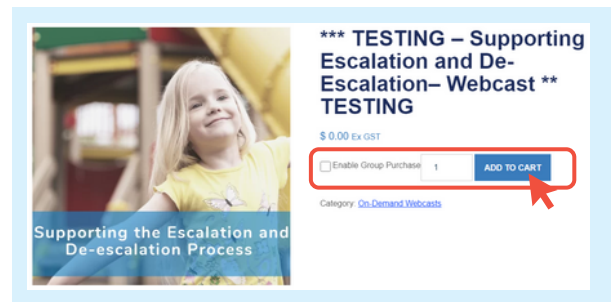 *** TESTING – Supporting
Escalation and De-
Escalation– Webcast **
TESTING
$ 0.00 Ex GST
Enable Group Purchase 1 ADD TO CART
Category: On-Demand Webcasts
Supporting the Escalation and
De-escalation Process